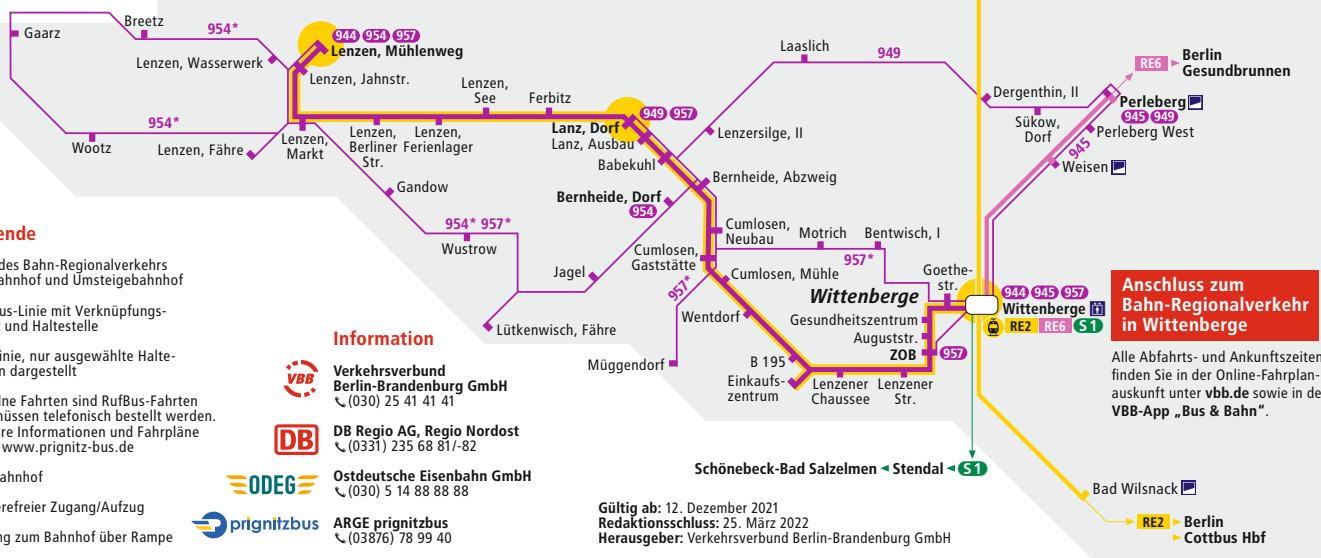 Gaarz
Breetz
954*
Lenzen, Wasserwerk
944 954 957
Lenzen, Mühlenweg
Lenzen, Jahnstr.
954*
Wootz
Lenzen, Fähre
Lenzen,
Markt
Lenzen,
Berliner
Str.
Lenzen,
Ferienlager
Lenzen,
See
Ferbitz
949 957
Lanz, Dorf
Lanz, Ausbau
Babekuhl
Laaslich
949
Lenzersilge, II
Dergenthin, II
Sükow,
Dorf
RE6
Berlin
Gesundbrunnen
Perleberg
945 949
Perleberg West
945
Weisen
Gandow
954* 957*
Wustrow
Bernheide, Abzweig
Bernheide, Dorf
954
Jagel
Lütkenwisch, Fähre
Cumlosen,
Neubau
Cumlosen,
Gaststätte
957*
Müggendorf
Motrich
Bentwisch, I
957*
Cumlosen, Mühle
Wentdorf
B 195
Einkaufs-
zentrum
Lenzener
Chaussee
Lenzener
Str.
Goethe-
str.
Wittenberge
Gesundheitszentrum
Auguststr.
ZOB
957
944 945 957
Wittenberge
RE2 RE6 S1
Schönebeck-Bad Salzelmen Stendal S1
Bad Wilsnack
RE2
Berlin
Cottbus Hbf
Anschluss zum
Bahn-Regionalverkehr
in Wittenberge
Alle Abfahrts- und Ankunftszeiten
finden Sie in der Online-Fahrplan-
auskunft unter vbb.de sowie in de
VBB-App „Bus & Bahn“.
ende
des Bahn-Regionalverkehrs
ahnhof und Umsteigebahnhof
us-Linie mit Verknüpfungs-
t und Haltestelle
inie, nur ausgewählte Halte-
n dargestellt
lne Fahrten sind RufBus-Fahrten
müssen telefonisch bestellt werden.
re Informationen und Fahrpläne
www.prignitz-bus.de
ahnhof
erefreier Zugang/Aufzug
ng zum Bahnhof über Rampe
Information
VBB
Verkehrsverbund
Berlin-Brandenburg GmbH
(030) 25 41 41 41
DB
DB Regio AG, Regio Nordost
(0331) 235 68 81/-82
ODEG
Ostdeutsche Eisenbahn GmbH
(030) 5 14 88 88 88
prignitzbus
ARGE prignitzbus
(03876) 78 99 40
Gültig ab: 12. Dezember 2021
Redaktionsschluss: 25. März 2022
Herausgeber: Verkehrsverbund Berlin-Brandenburg GmbH